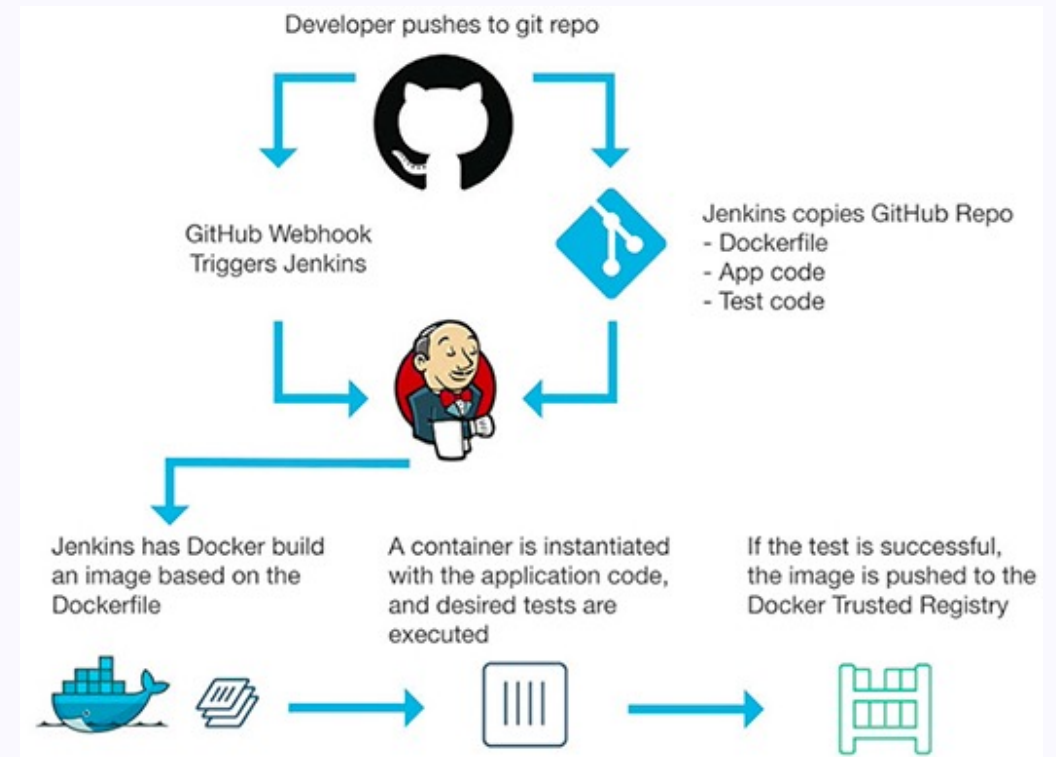 Developer pushes to git repo
GitHub Webhook
Triggers Jenkins
Jenkins copies GitHub Repo
- Dockerfile
- App code
- Test code
Jenkins has Docker build
an image based on the
Dockerfile
A container is instantiated
with the application code,
and desired tests are
executed
If the test is successful,
the image is pushed to the
Docker Trusted Registry